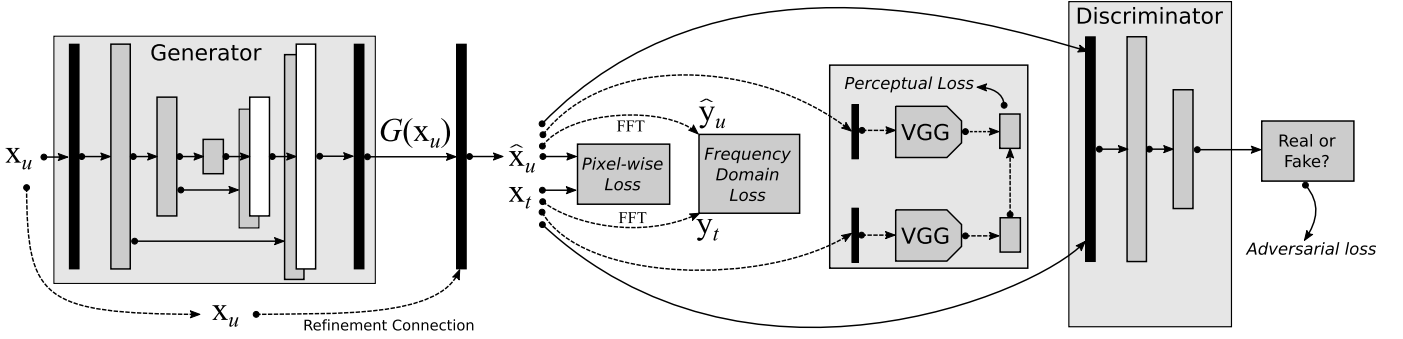 Generator
x_u
G(x_u)
x_u
Refinement Connection
x̂_u
x_t
FFT
FFT
Pixel-wise
Loss
ŷ_u
Frequency
Domain
Loss
y_t
Perceptual Loss
VGG
VGG
Discriminator
Real or
Fake?
Adversarial loss